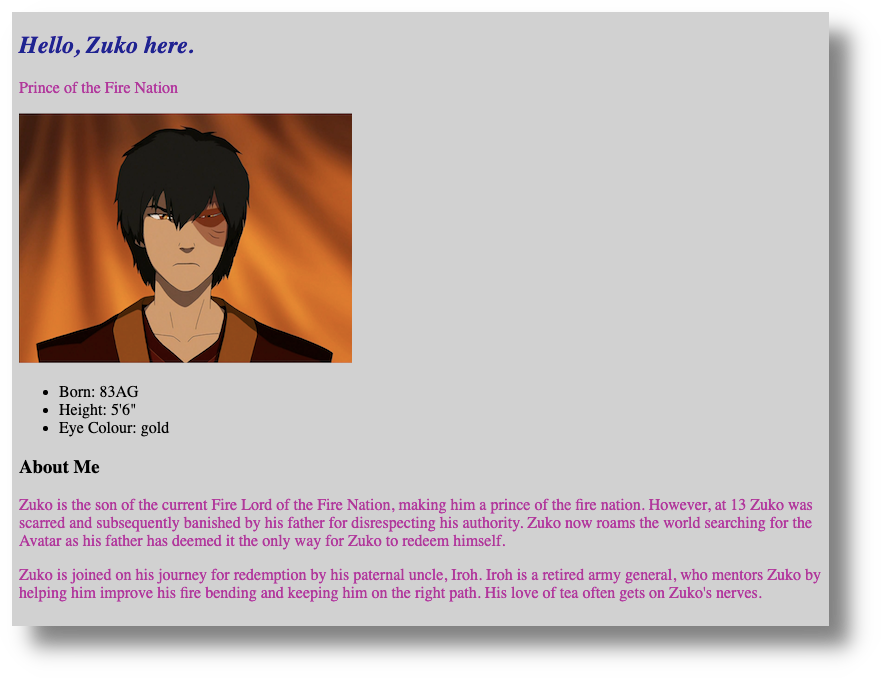 Hello, Zuko here.
Prince of the Fire Nation
Born: 83AG
Height: 5'6"
Eye Colour: gold
About Me
Zuko is the son of the current Fire Lord of the Fire Nation, making him a prince of the fire nation. However, at 13 Zuko was
scarred and subsequently banished by his father for disrespecting his authority. Zuko now roams the world searching for the
Avatar as his father has deemed it the only way for Zuko to redeem himself.
Zuko is joined on his journey for redemption by his paternal uncle, Iroh. Iroh is a retired army general, who mentors Zuko by
helping him improve his fire bending and keeping him on the right path. His love of tea often gets on Zuko's nerves.